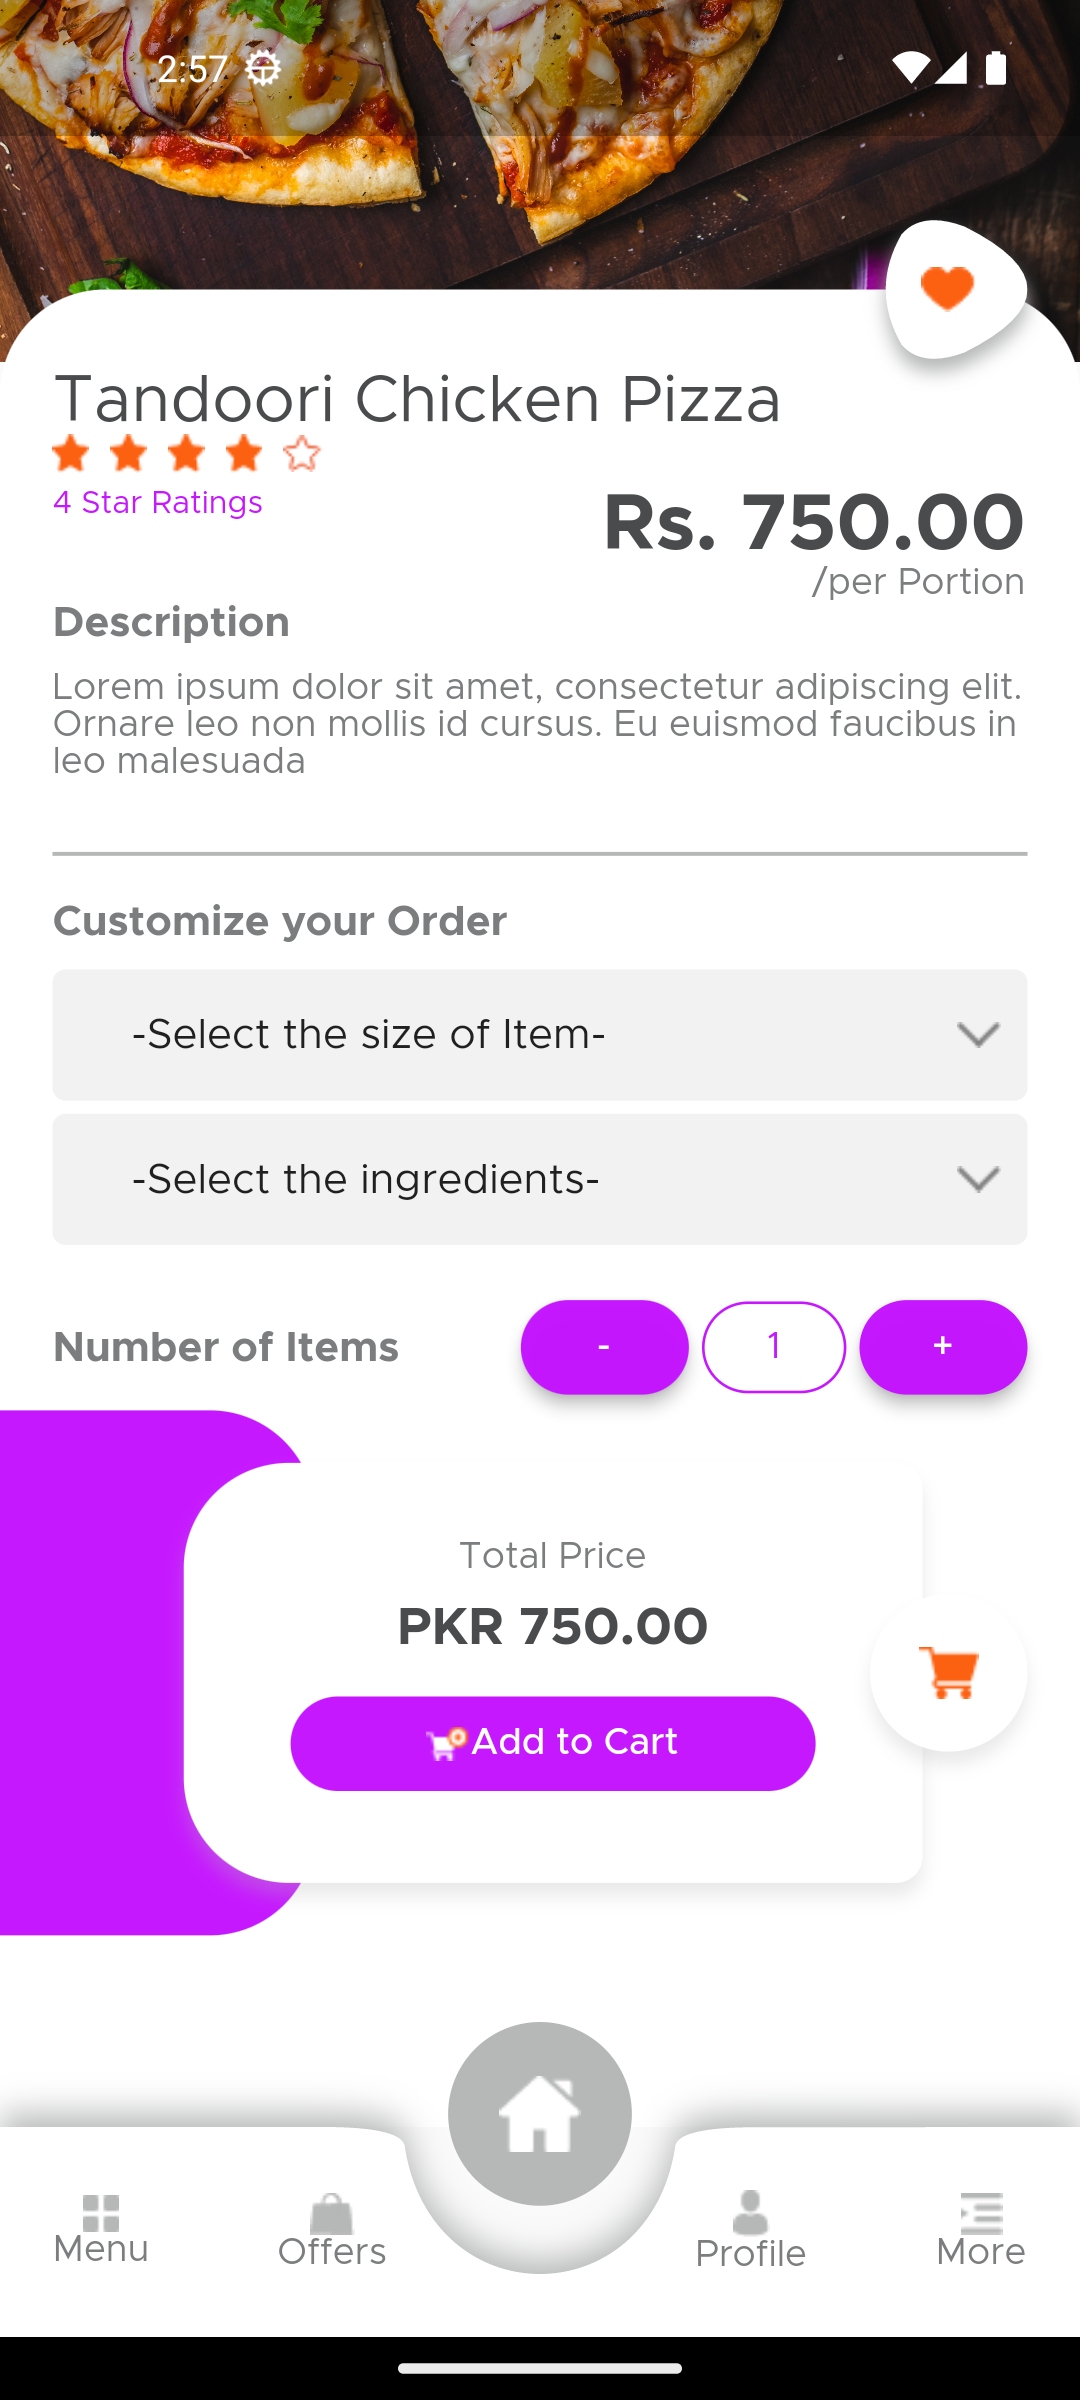 2:57
Tandoori Chicken Pizza
4 Star Ratings
Rs. 750.00
/per Portion
Description
Lorem ipsum dolor sit amet, consectetur adipiscing elit.
Ornare leo non mollis id cursus. Eu euismod faucibus in
leo malesuada
Customize your Order
-Select the size of Item-
-Select the ingredients-
Number of Items - 1 +
Total Price
PKR 750.00
Add to Cart
Menu Offers Profile More